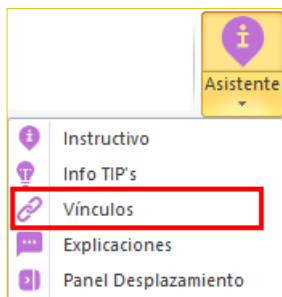 Asistente
Instructivo
Info TIP's
Vínculos
Explicaciones
Panel Desplazamiento